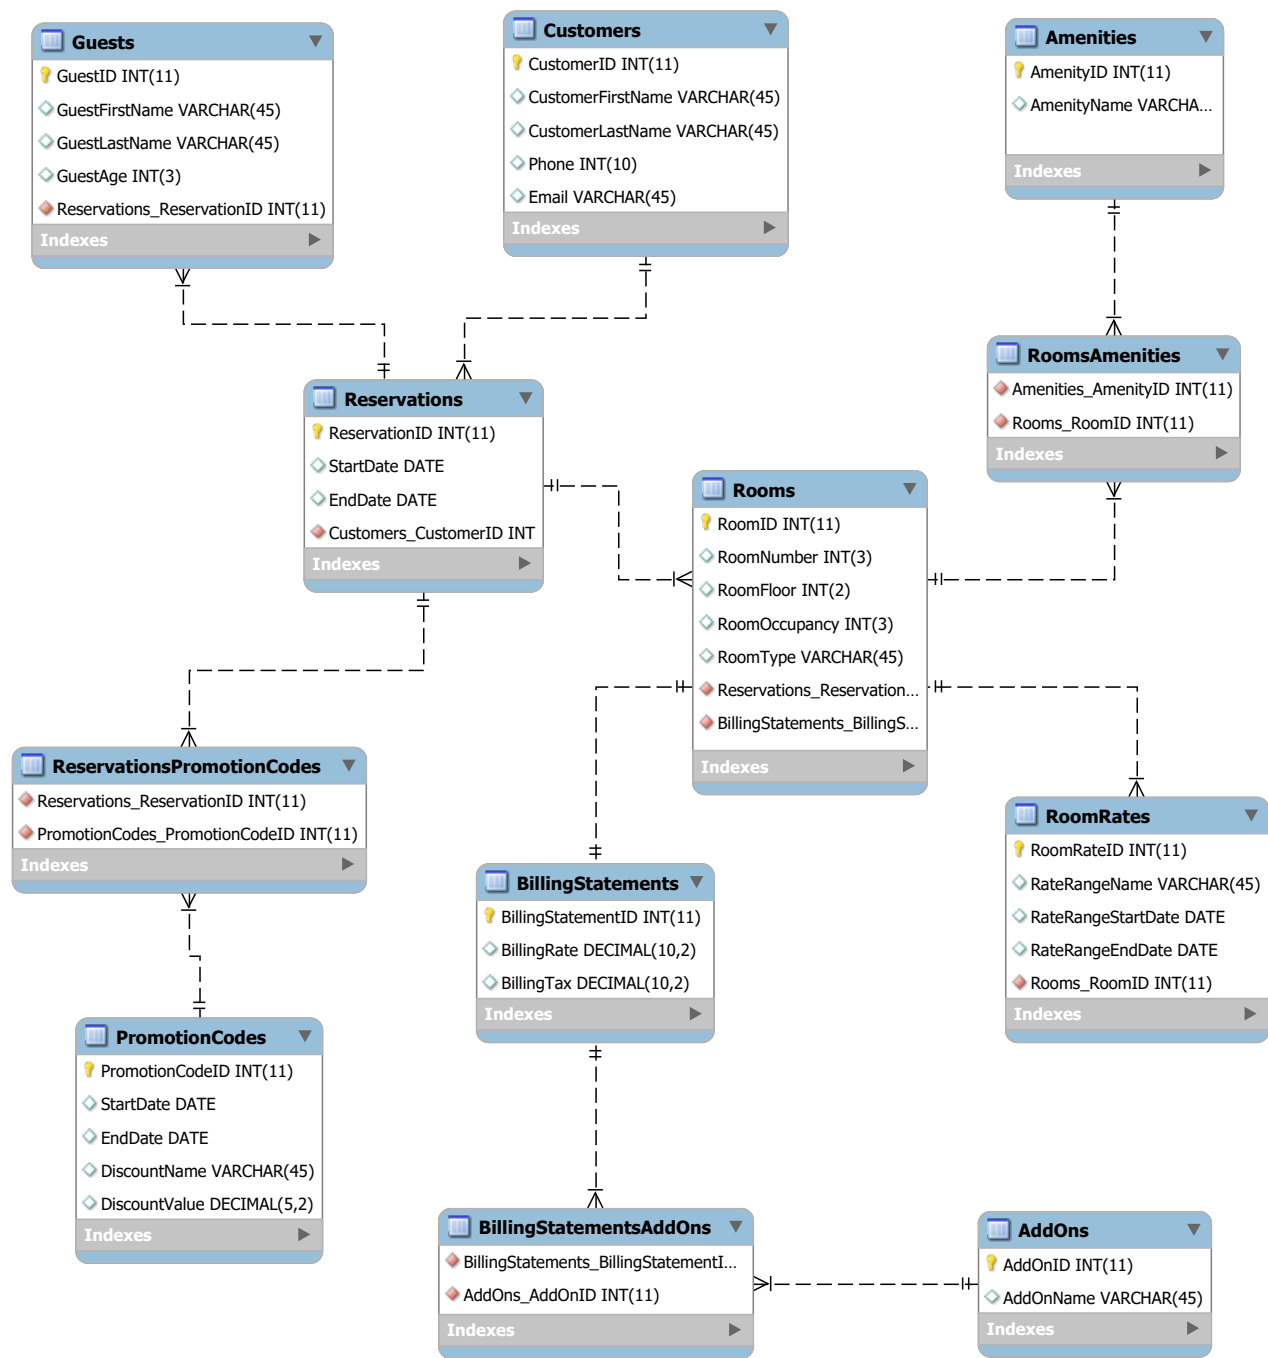 Guests
GuestID INT(11)
GuestFirstName VARCHAR(45)
GuestLastName VARCHAR(45)
GuestAge INT(3)
Reservations_ReservationID INT(11)
Indexes
Customers
CustomerID INT(11)
CustomerFirstName VARCHAR(45)
CustomerLastName VARCHAR(45)
Phone INT(10)
Email VARCHAR(45)
Indexes
Amenities
AmenityID INT(11)
AmenityName VARCHA...
Indexes
RoomsAmenities
Amenities_AmenityID INT(11)
Rooms_RoomID INT(11)
Indexes
Reservations
ReservationID INT(11)
StartDate DATE
EndDate DATE
Customers_CustomerID INT
Indexes
Rooms
RoomID INT(11)
RoomNumber INT(3)
RoomFloor INT(2)
RoomOccupancy INT(3)
RoomType VARCHAR(45)
Reservations_Reservation...
BillingStatements_BillingS...
Indexes
ReservationsPromotionCodes
Reservations_ReservationID INT(11)
PromotionCodes_PromotionCodeID INT(11)
Indexes
RoomRates
RoomRateID INT(11)
RateRangeName VARCHAR(45)
RateRangeStartDate DATE
RateRangeEndDate DATE
Rooms_RoomID INT(11)
Indexes
BillingStatements
BillingStatementID INT(11)
BillingRate DECIMAL(10,2)
BillingTax DECIMAL(10,2)
Indexes
PromotionCodes
PromotionCodeID INT(11)
StartDate DATE
EndDate DATE
DiscountName VARCHAR(45)
DiscountValue DECIMAL(5,2)
Indexes
BillingStatementsAddOns
BillingStatements_BillingStatementI...
AddOns_AddOnID INT(11)
Indexes
AddOns
AddOnID INT(11)
AddOnName VARCHAR(45)
Indexes